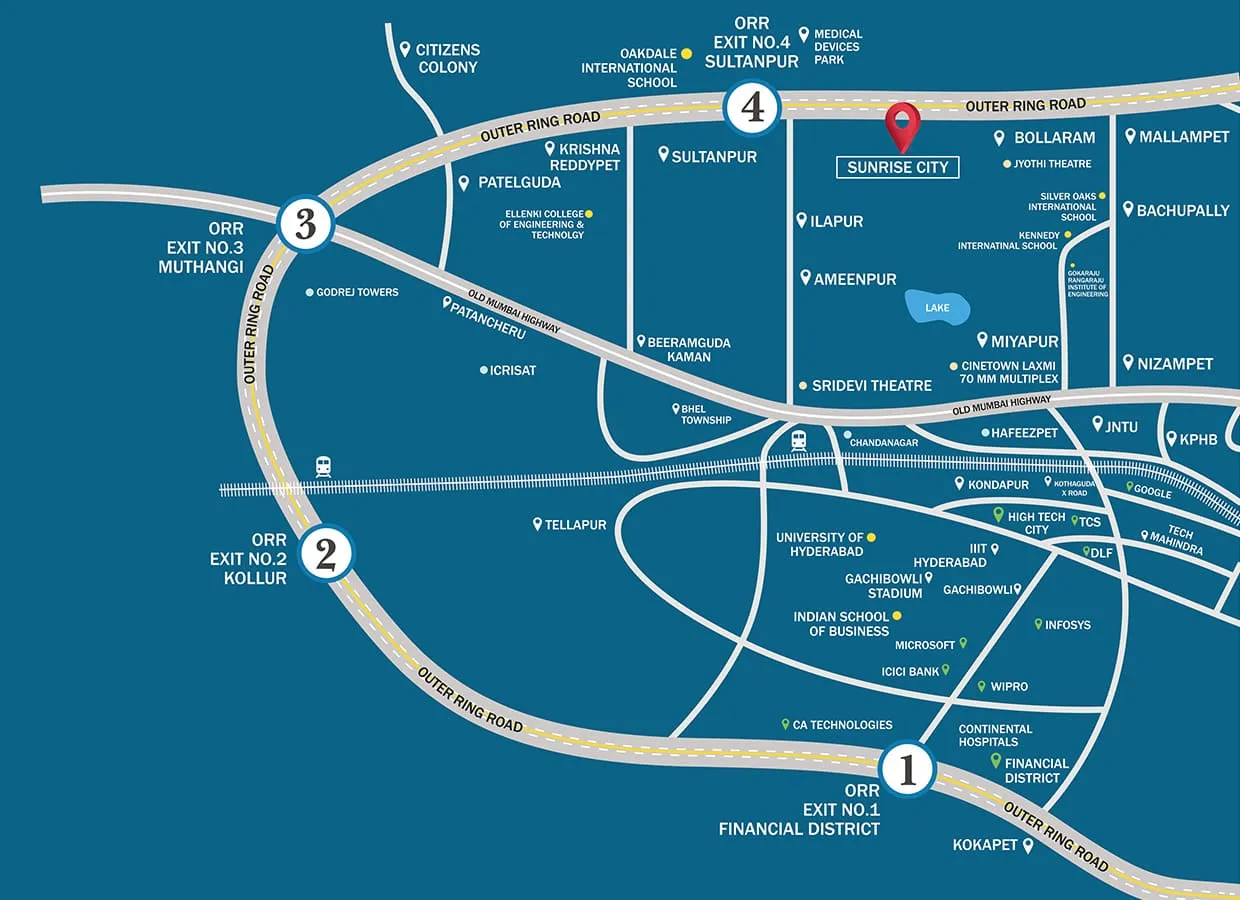 CITIZENS
COLONY
OAKDALE
INTERNATIONAL
SCHOOL
ORR
EXIT NO.4
SULTANPUR
MEDICAL
DEVICES
PARK
4
OUTER RING ROAD
OUTER RING ROAD
KRISHNA
REDDYPET
SULTANPUR
SUNRISE CITY
BOLLARAM
JYOTHI THEATRE
MALLAMPET
PATELGUDA
ELLENKI COLLEGE
OF ENGINEERING &
TECHNOLGY
ILAPUR
SILVER OAKS
INTERNATIONAL
SCHOOL
BACHUPALLY
3
ORR
EXIT NO.3
MUTHANGI
KENNEDY
INTERNATINAL SCHOOL
GOKARAJU
RANGARAJU
INSTITUTE OF
ENGINEERING
AMEENPUR
LAKE
OUTER RING ROAD
GODREJ TOWERS
PATANCHERU
OLD MUMBAI HIGHWAY
BEERAMGUDA
KAMAN
MIYAPUR
ICRISAT
CINETOWN LAXMI
70 MM MULTIPLEX
NIZAMPET
SRIDEVI THEATRE
OLD MUMBAI HIGHWAY
BHEL
TOWNSHIP
CHANDANAGAR
HAFEEZPET
JNTU
KPHB
KONDAPUR
KOTHAGUDA
X ROAD
GOOGLE
TELLAPUR
HIGH TECH
CITY
TCS
TECH
MAHINDRA
2
ORR
EXIT NO.2
KOLLUR
UNIVERSITY OF
HYDERABAD
IIIT
HYDERABAD
DLF
GACHIBOWLI
STADIUM
GACHIBOWLI
INDIAN SCHOOL
OF BUSINESS
INFOSYS
MICROSOFT
ICICI BANK
WIPRO
OUTER RING ROAD
CA TECHNOLOGIES
CONTINENTAL
HOSPITALS
1
FINANCIAL
DISTRICT
ORR
EXIT NO.1
FINANCIAL DISTRICT
OUTER RING ROAD
KOKAPET